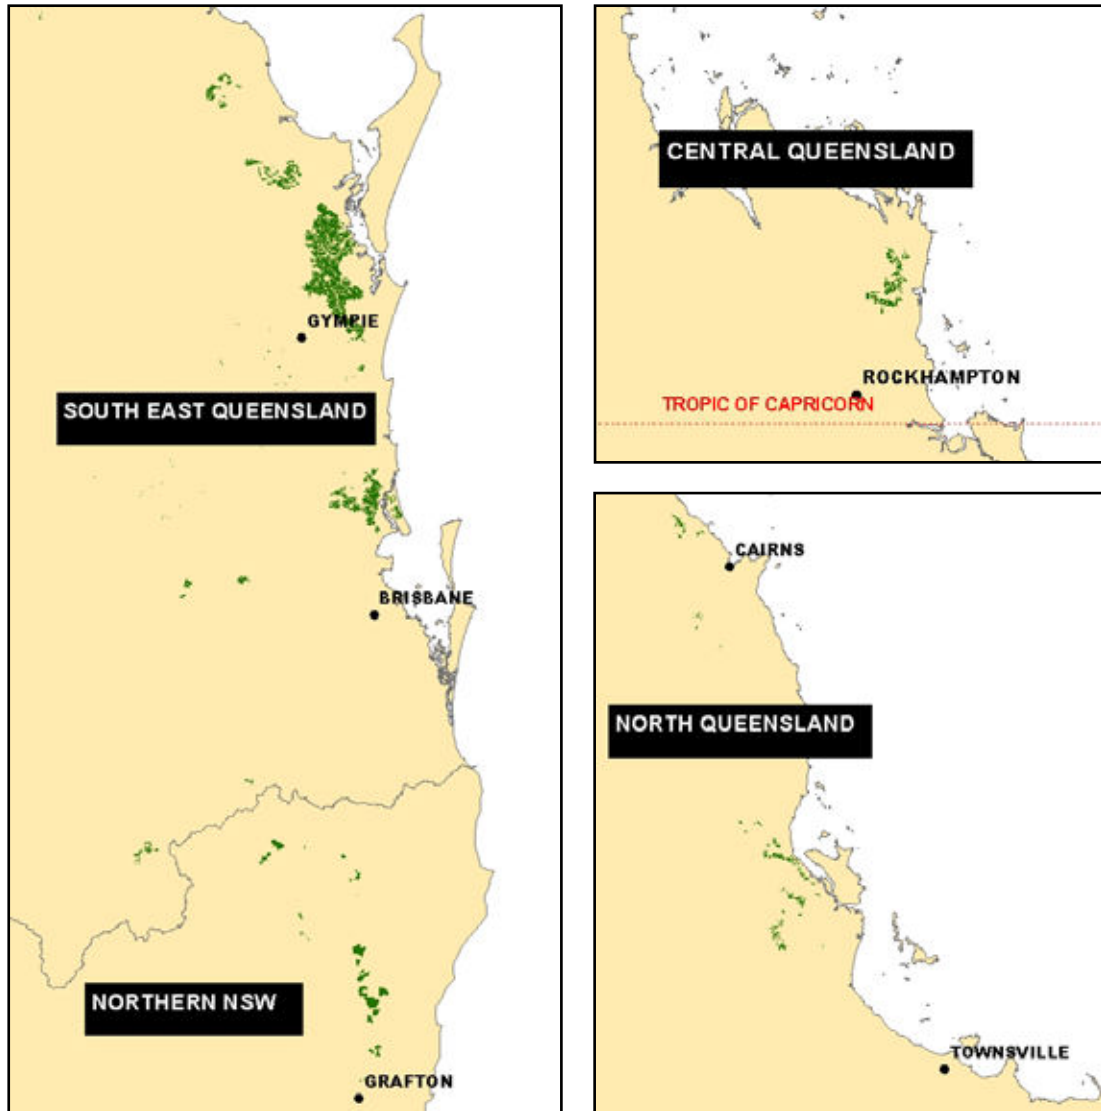 GYMPIE
SOUTH EAST QUEENSLAND
BRISBANE
NORTHERN NSW
GRAFTON
CENTRAL QUEENSLAND
ROCKHAMPTON
TROPIC OF CAPRICORN
CAIRNS
NORTH QUEENSLAND
TOWNSVILLE